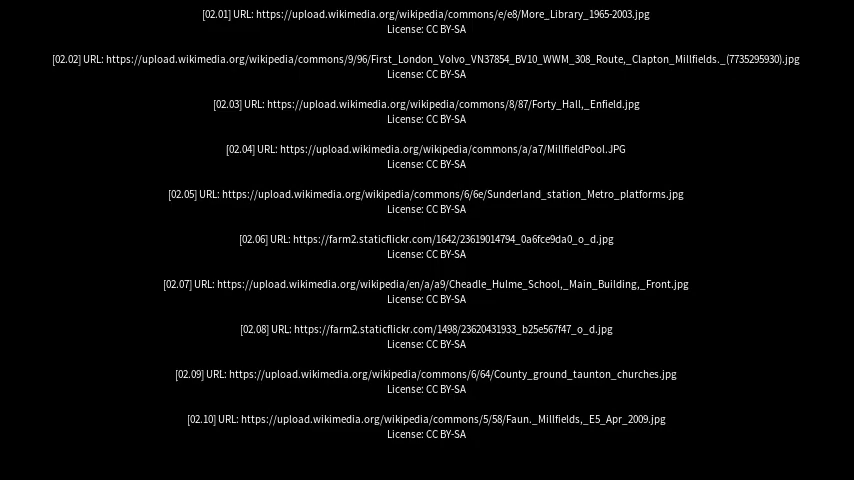 [02.01] URL: https://upload.wikimedia.org/wikipedia/commons/e/e8/More_Library_1965-2003.jpg
License: CC BY-SA
[02.02] URL: https://upload.wikimedia.org/wikipedia/commons/9/96/First_London_Volvo_VN37854_BV10_WWM_308_Route,_Clapton_Millfields._(7735295930).jpg
License: CC BY-SA
[02.03] URL: https://upload.wikimedia.org/wikipedia/commons/8/87/Forty_Hall,_Enfield.jpg
License: CC BY-SA
[02.04] URL: https://upload.wikimedia.org/wikipedia/commons/a/a7/MillfieldPool.JPG
License: CC BY-SA
[02.05] URL: https://upload.wikimedia.org/wikipedia/commons/6/6e/Sunderland_station_Metro_platforms.jpg
License: CC BY-SA
[02.06] URL: https://farm2.staticflickr.com/1642/23619014794_0a6fce9da0_o_d.jpg
License: CC BY-SA
[02.07] URL: https://upload.wikimedia.org/wikipedia/en/a/a9/Cheadle_Hulme_School,_Main_Building,_Front.jpg
License: CC BY-SA
[02.08] URL: https://farm2.staticflickr.com/1498/23620431933_b25e567f47_o_d.jpg
License: CC BY-SA
[02.09] URL: https://upload.wikimedia.org/wikipedia/commons/6/64/County_ground_taunton_churches.jpg
License: CC BY-SA
[02.10] URL: https://upload.wikimedia.org/wikipedia/commons/5/58/Faun._Millfields,_E5_Apr_2009.jpg
License: CC BY-SA